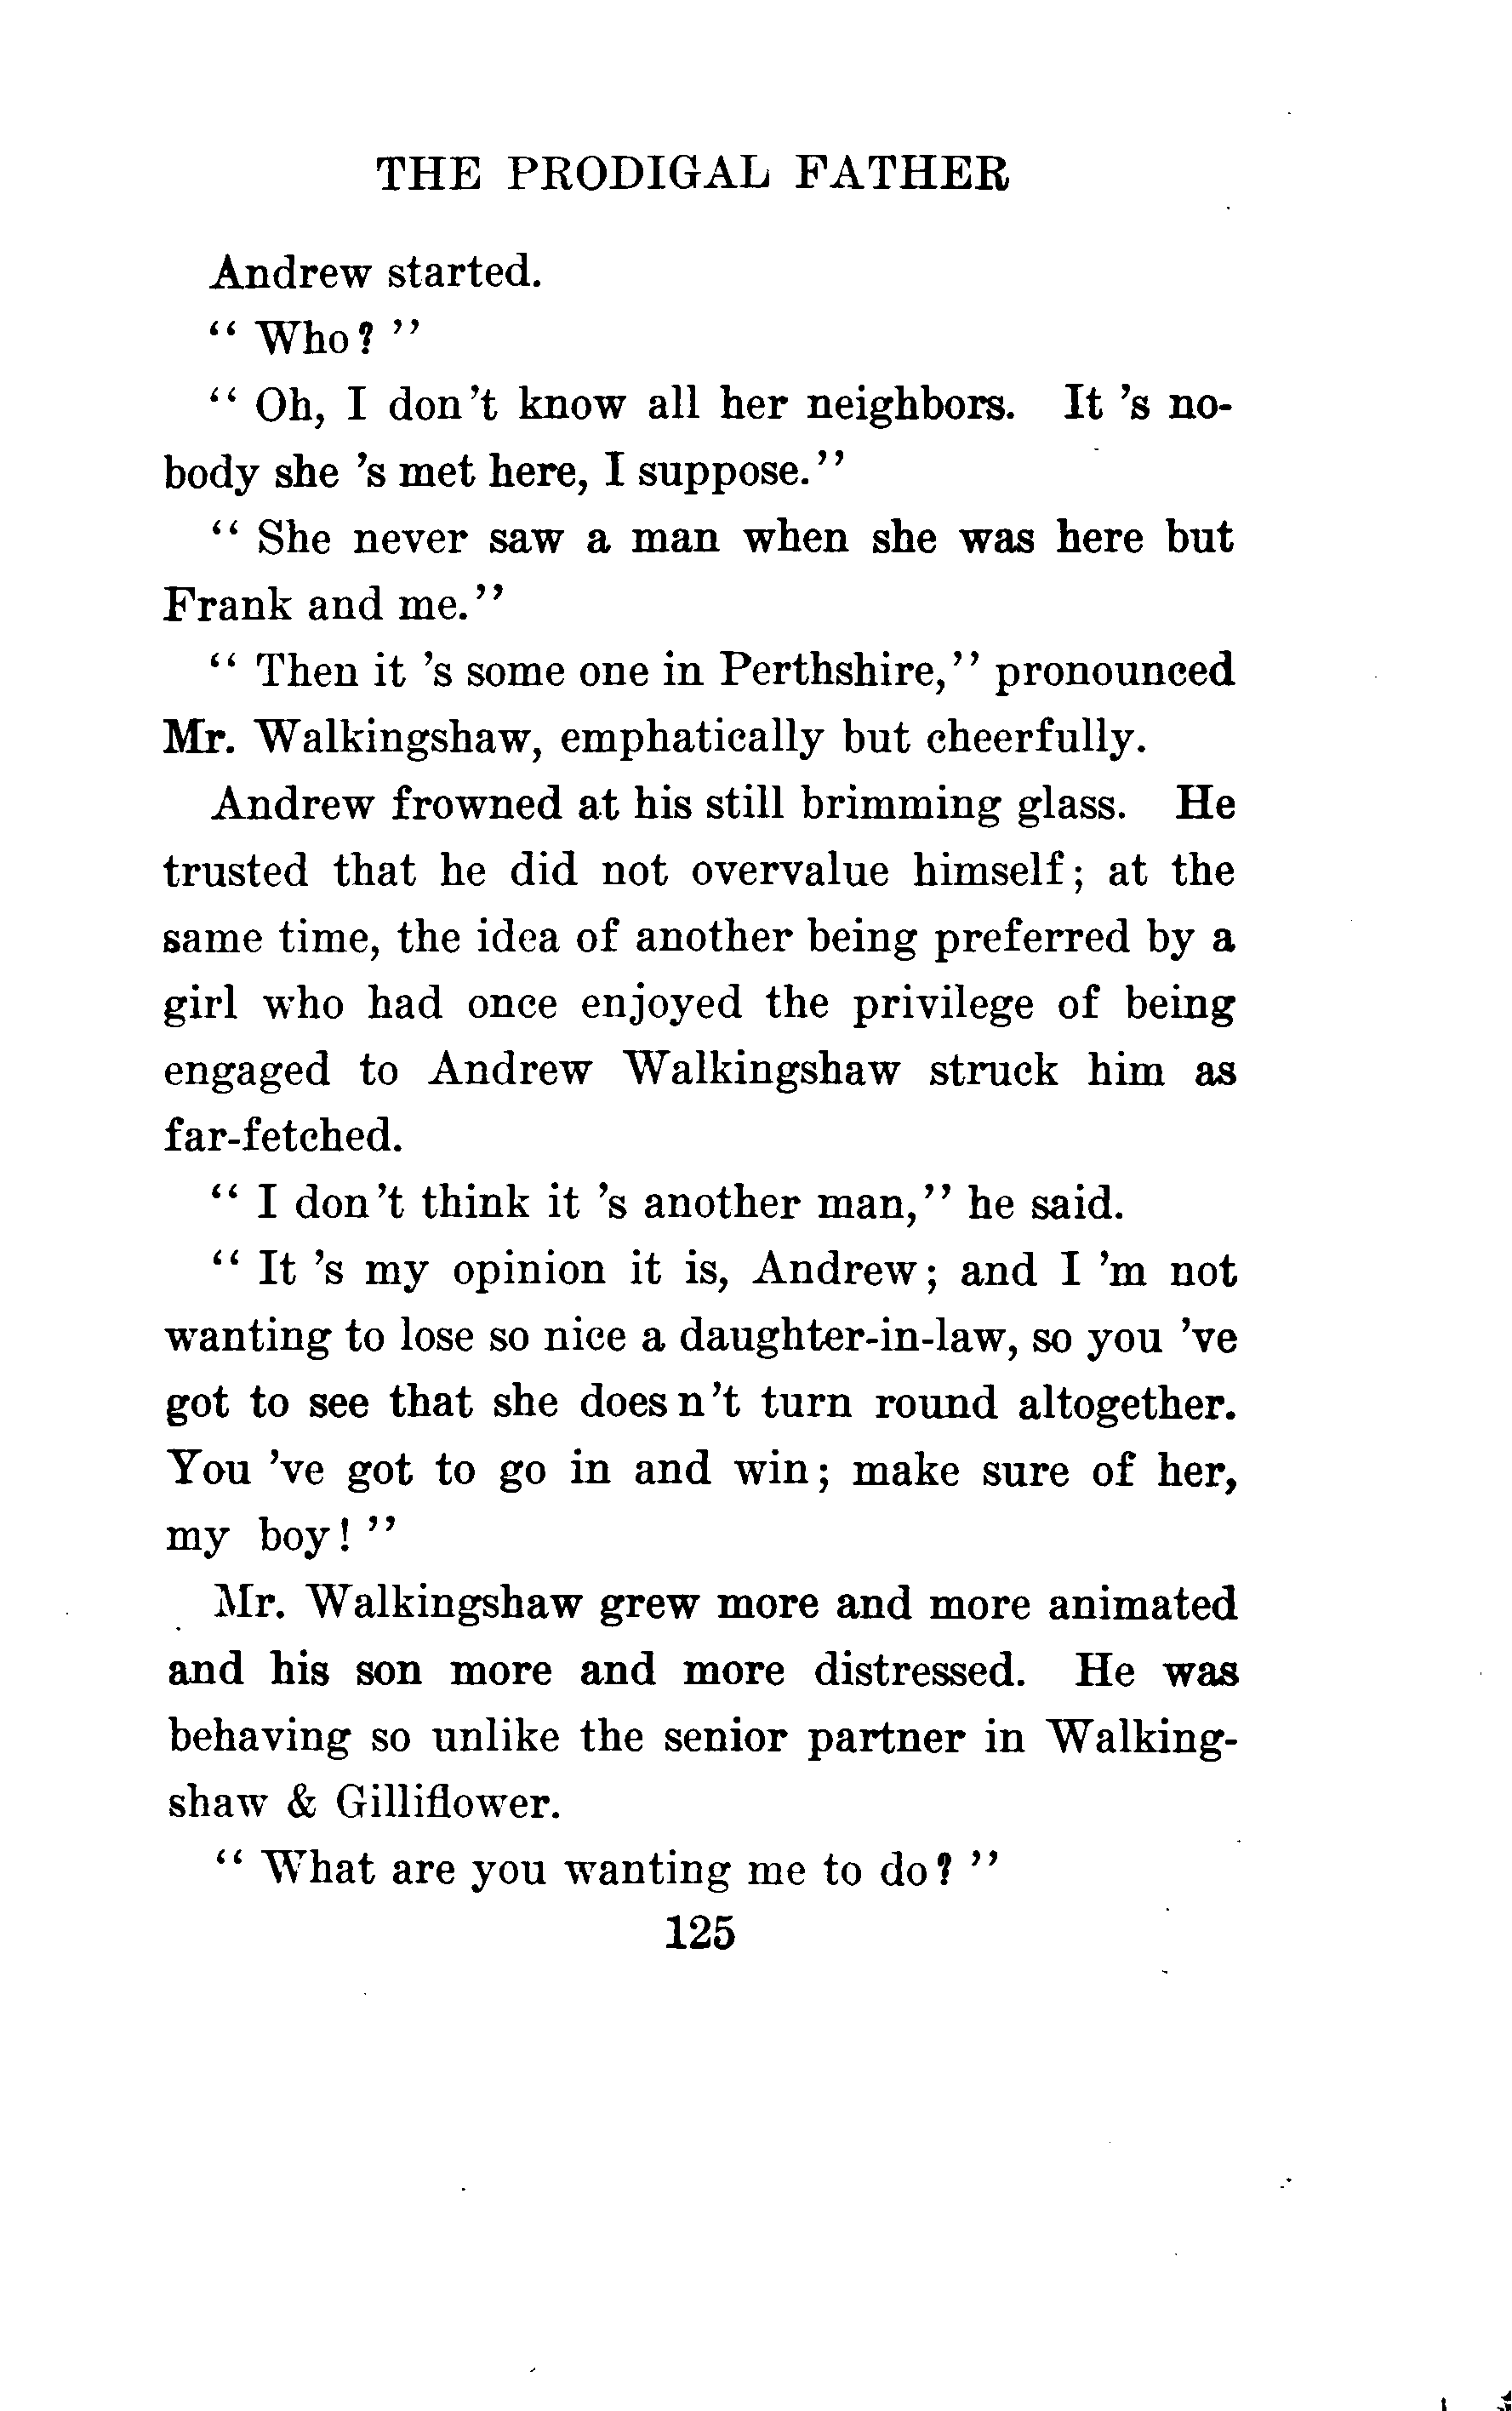 THE PRODIGAL FATHER
Andrew started.
" Who? "
" Oh, I don't know all her neighbors. It 's no-
body she 's met here, I suppose."
" She never saw a man when she was here but
Frank and me."
" Then it 's some one in Perthshire," pronounced
Mr. Walkingshaw, emphatically but cheerfully.
Andrew frowned at his still brimming glass. He
trusted that he did not overvalue himself; at the
same time, the idea of another being preferred by a
girl who had once enjoyed the privilege of being
engaged to Andrew Walkingshaw struck him as
far-fetched.
" I don't think it 's another man," he said.
" It 's my opinion it is, Andrew; and I 'm not
wanting to lose so nice a daughter-in-law, so you 've
got to see that she does n't turn round altogether.
You 've got to go in and win; make sure of her,
my boy! "
Mr. Walkingshaw grew more and more animated
and his son more and more distressed. He was
behaving so unlike the senior partner in Walking-
shaw & Gilliflower.
" What are you wanting me to do? "
125